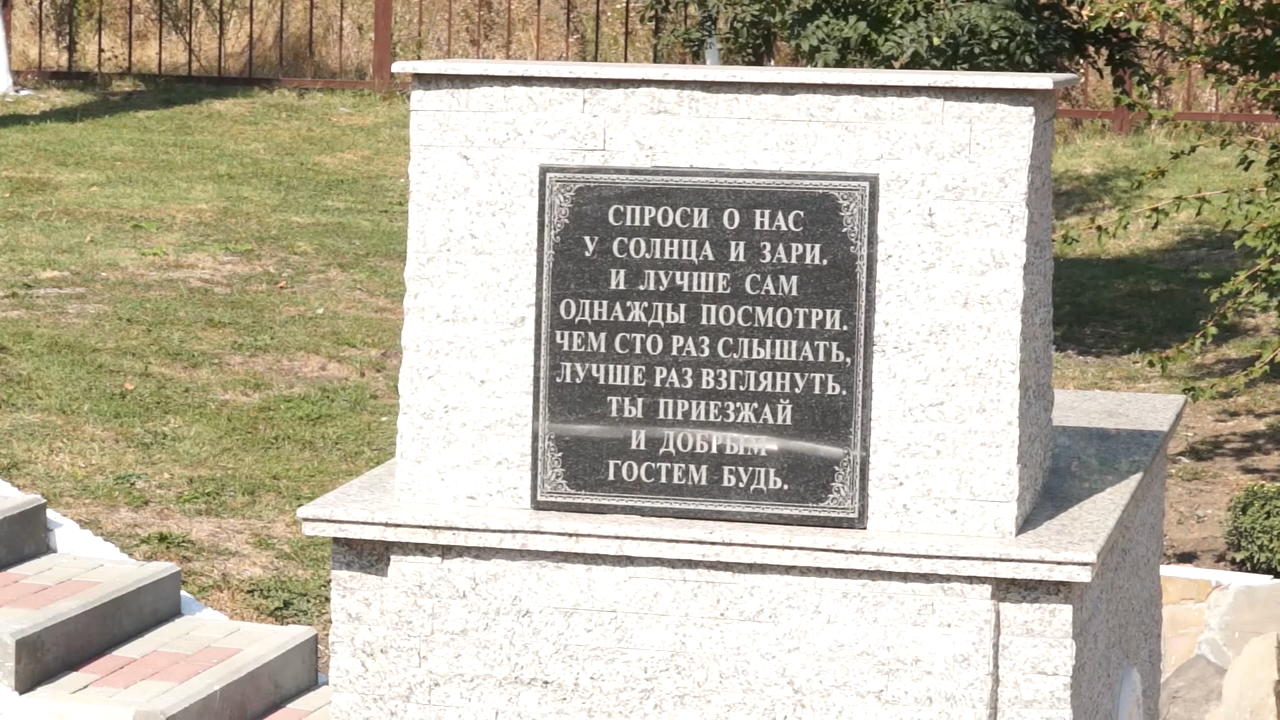 СПРОСИ О НАС
У СОЛНЦА И ЗАРИ,
И ЛУЧШЕ САМ
ОДНАЖДЫ ПОСМОТРИ.
ЧЕМ СТО РАЗ СЛЫШАТЬ,
ЛУЧШЕ РАЗ ВЗГЛЯНУТЬ.
ТЫ ПРИЕЗЖАЙ
И ДОБРЫМ
ГОСТЕМ БУДЬ.